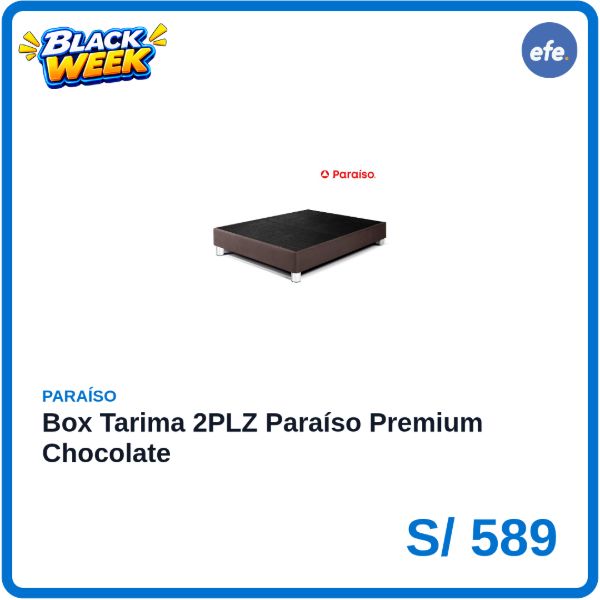 BLACK
WEEK
efe.
Paraiso.
PARAÍSO
Box Tarima 2PLZ Paraíso Premium
Chocolate
S/ 589